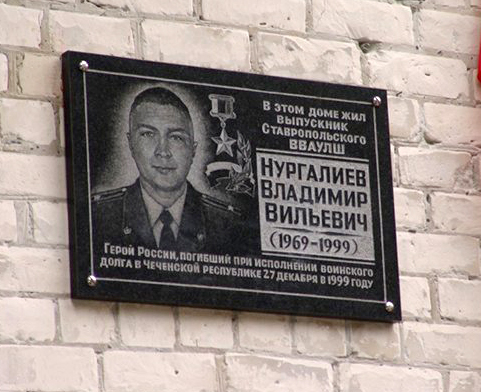 В ЭТОМ ДОМЕ ЖИЛ
ВЫПУСКНИК
СТАВРОПОЛЬСКОГО
ВВАУЛШ
НУРГАЛИЕВ
ВЛАДИМИР
ВИЛЬЕВИЧ
(1969-1999)
ГЕРОЙ РОССИИ, ПОГИБШИЙ ПРИ ИСПОЛНЕНИИ ВОИНСКОГО
ДОЛГА В ЧЕЧЕНСКОЙ РЕСПУБЛИКЕ 27 ДЕКАБРЯ В 1999 ГОДУ